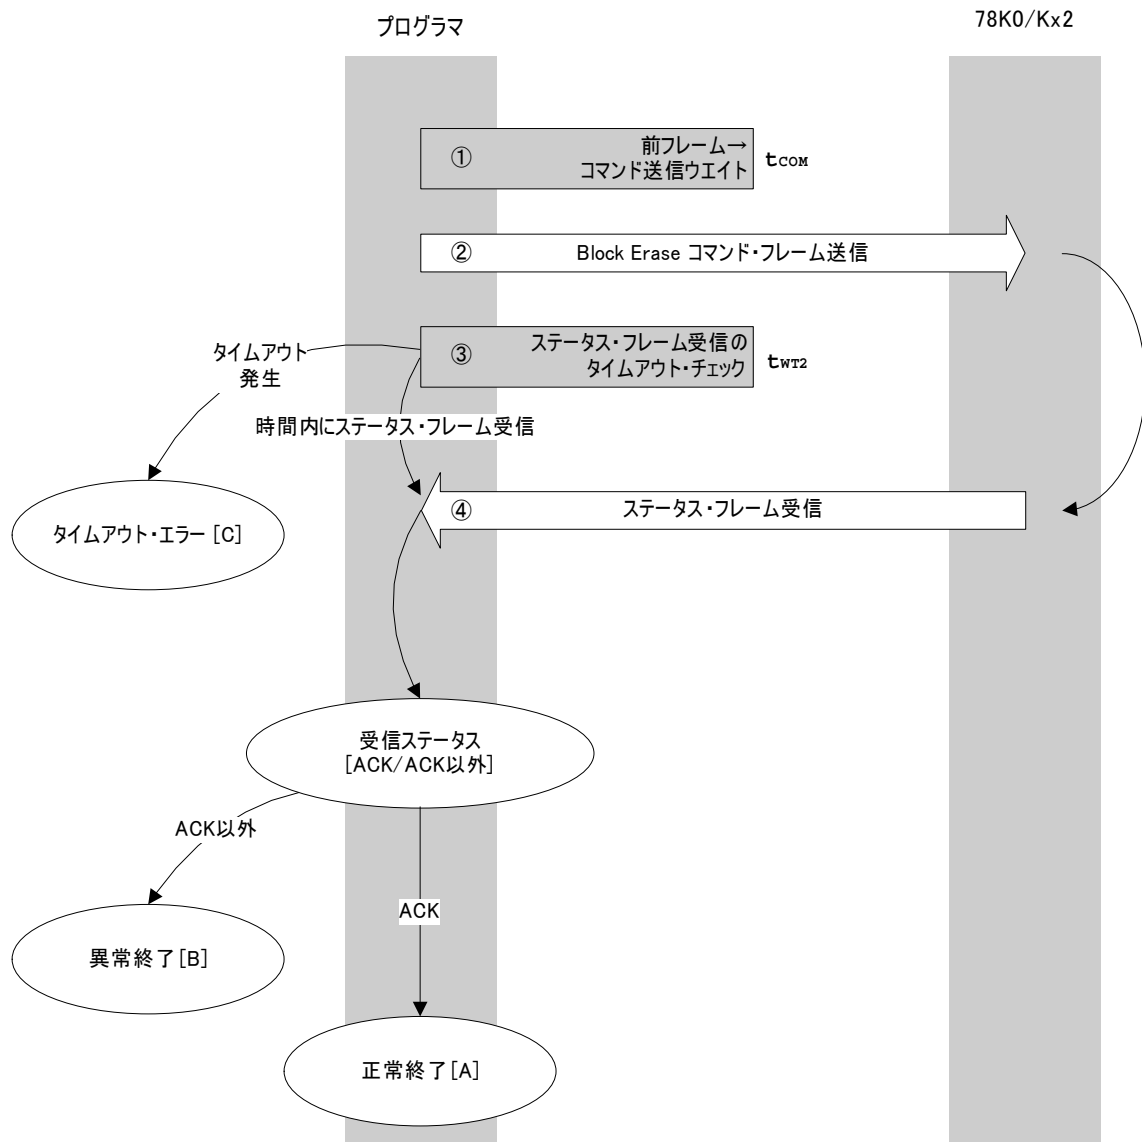 プログラマ
78K0/Kx2
①
前フレーム→
コマンド送信ウエイト
tCOM
②
Block Erase コマンド・フレーム送信
タイムアウト
発生
③
ステータス・フレーム受信の
タイムアウト・チェック
tWT2
時間内にステータス・フレーム受信
④
ステータス・フレーム受信
タイムアウト・エラー [C]
受信ステータス
[ACK/ACK以外]
ACK以外
ACK
異常終了[B]
正常終了[A]